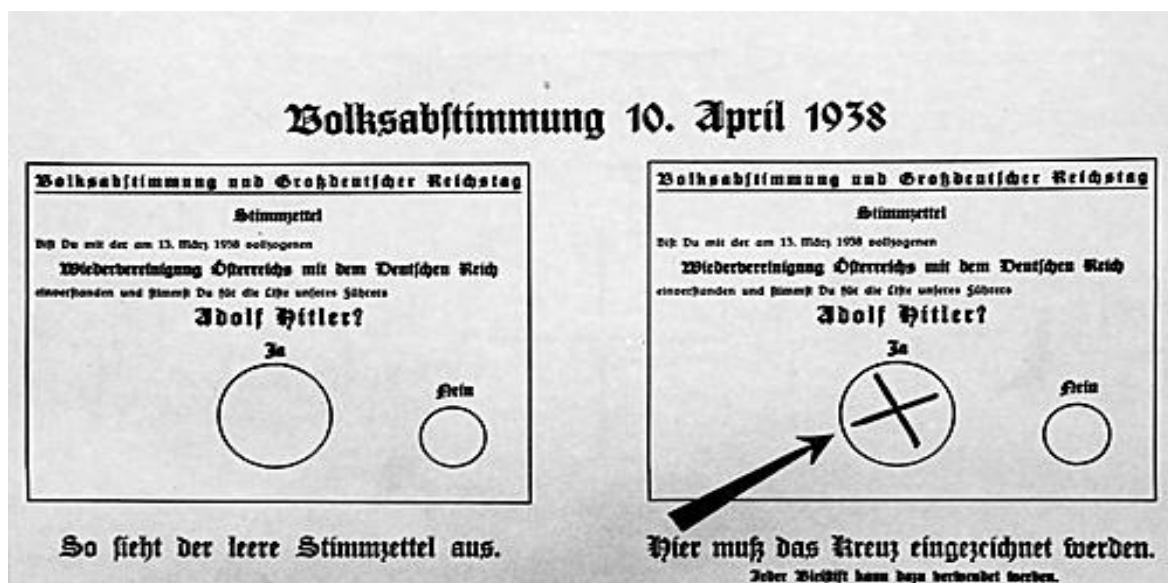 Volksabstimmung 10. April 1938
Volksabstimmung und Großdeutscher Reichstag
Stimmzettel
Bist Du mit der am 13. März 1938 vollzogenen
Wiedervereinigung Österreichs mit dem Deutschen Reich
einverstanden und stimmst Du für die Liste unseres Führers
Adolf Hitler?
Ja
Nein
So sieht der leere Stimmzettel aus.
Volksabstimmung und Großdeutscher Reichstag
Stimmzettel
Bist Du mit der am 13. März 1938 vollzogenen
Wiedervereinigung Österreichs mit dem Deutschen Reich
einverstanden und stimmst Du für die Liste unseres Führers
Adolf Hitler?
Ja
Nein
Hier muß das Kreuz eingezeichnet werden.
Jeder Bleistift kann dazu verwendet werden.